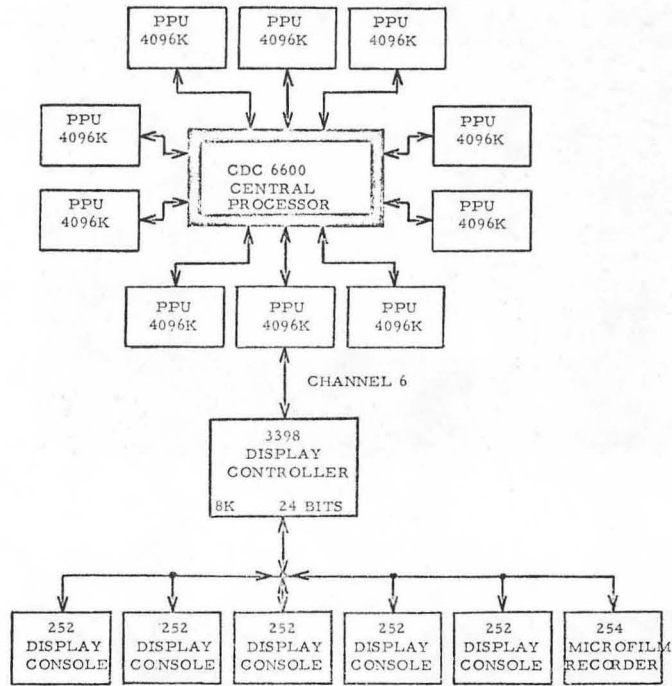 PPU
4096K
PPU
4096K
PPU
4096K
PPU
4096K
PPU
4096K
CDC 6600
CENTRAL
PROCESSOR
PPU
4096K
PPU
4096K
PPU
4096K
PPU
4096K
PPU
4096K
CHANNEL 6
3398
DISPLAY
CONTROLLER
8K 24 BITS
252
DISPLAY
CONSOLE
252
DISPLAY
CONSOLE
252
DISPLAY
CONSOLE
252
DISPLAY
CONSOLE
252
DISPLAY
CONSOLE
254
MICROFILM
RECORDER